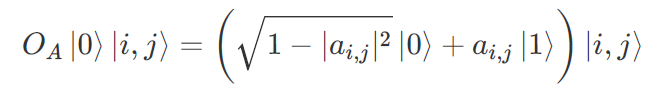 O_A |0⟩ |i, j⟩ = (√(1 − |a_{i,j}|²) |0⟩ + a_{i,j} |1⟩) |i, j⟩